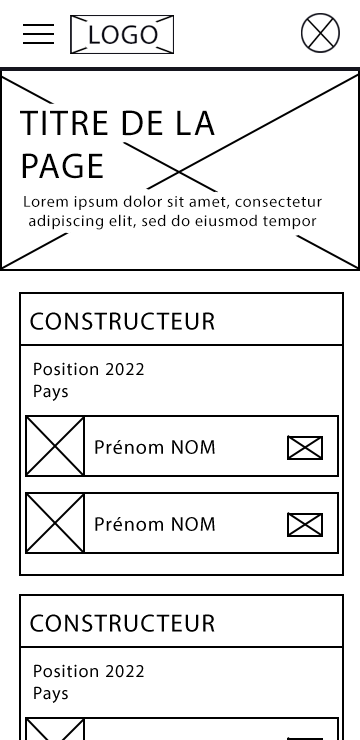 LOGO
TITRE DE LA
PAGE
Lorem ipsum dolor sit amet, consectetur
adipiscing elit, sed do eiusmod tempor
CONSTRUCTEUR
Position 2022
Pays
Prénom NOM
Prénom NOM
CONSTRUCTEUR
Position 2022
Pays